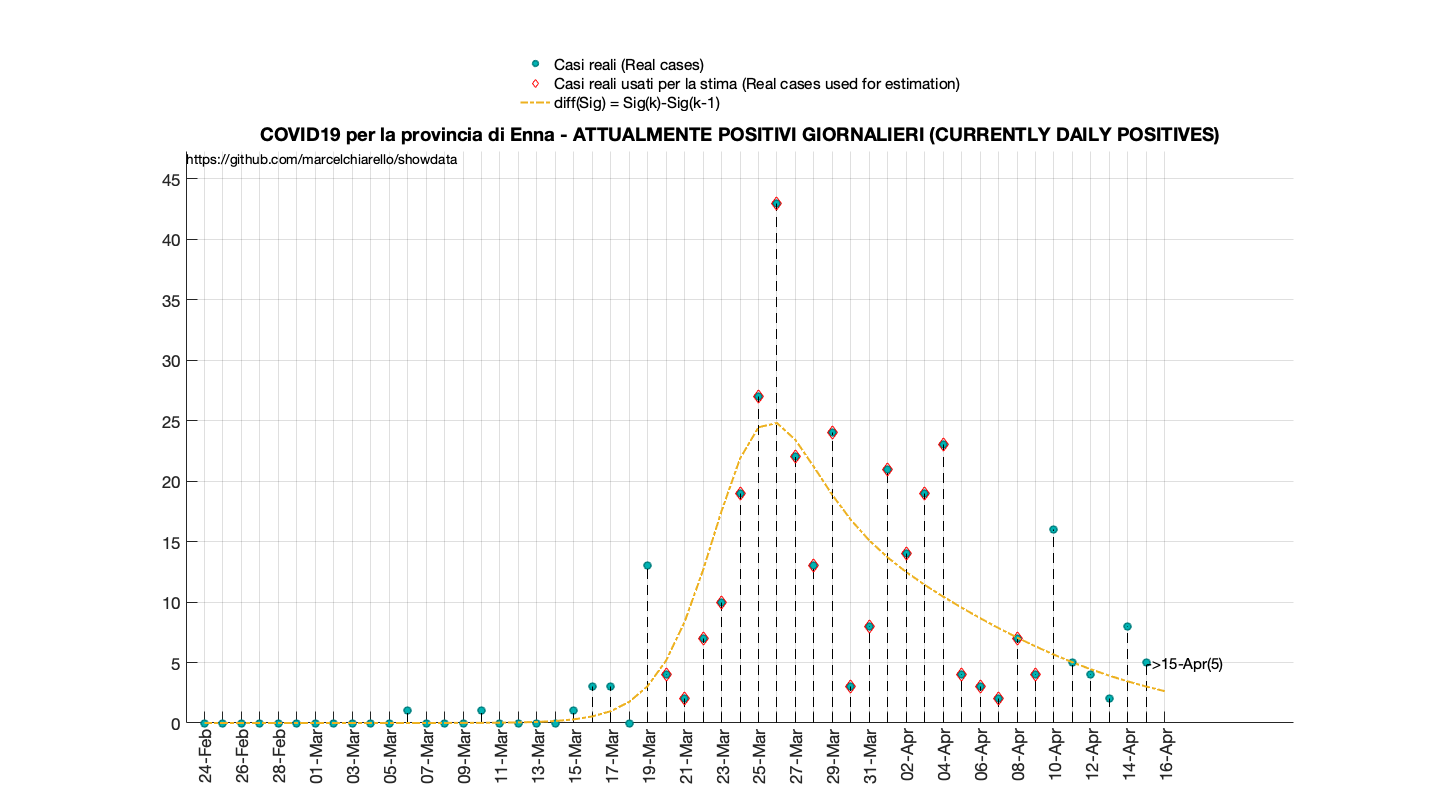 Casi reali (Real cases)
Casi reali usati per la stima (Real cases used for estimation)
diff(Sig) = Sig(k)-Sig(k-1)
COVID19 per la provincia di Enna - ATTUALMENTE POSITIVI GIORNALIERI (CURRENTLY DAILY POSITIVES)
https://github.com/marcelchiarello/showdata
45
40
35
30
25
20
15
10
5
0
->15-Apr(5)
24-Feb
26-Feb
28-Feb
01-Mar
03-Mar
05-Mar
07-Mar
09-Mar
11-Mar
13-Mar
15-Mar
17-Mar
19-Mar
21-Mar
23-Mar
25-Mar
27-Mar
29-Mar
31-Mar
02-Apr
04-Apr
06-Apr
08-Apr
10-Apr
12-Apr
14-Apr
16-Apr